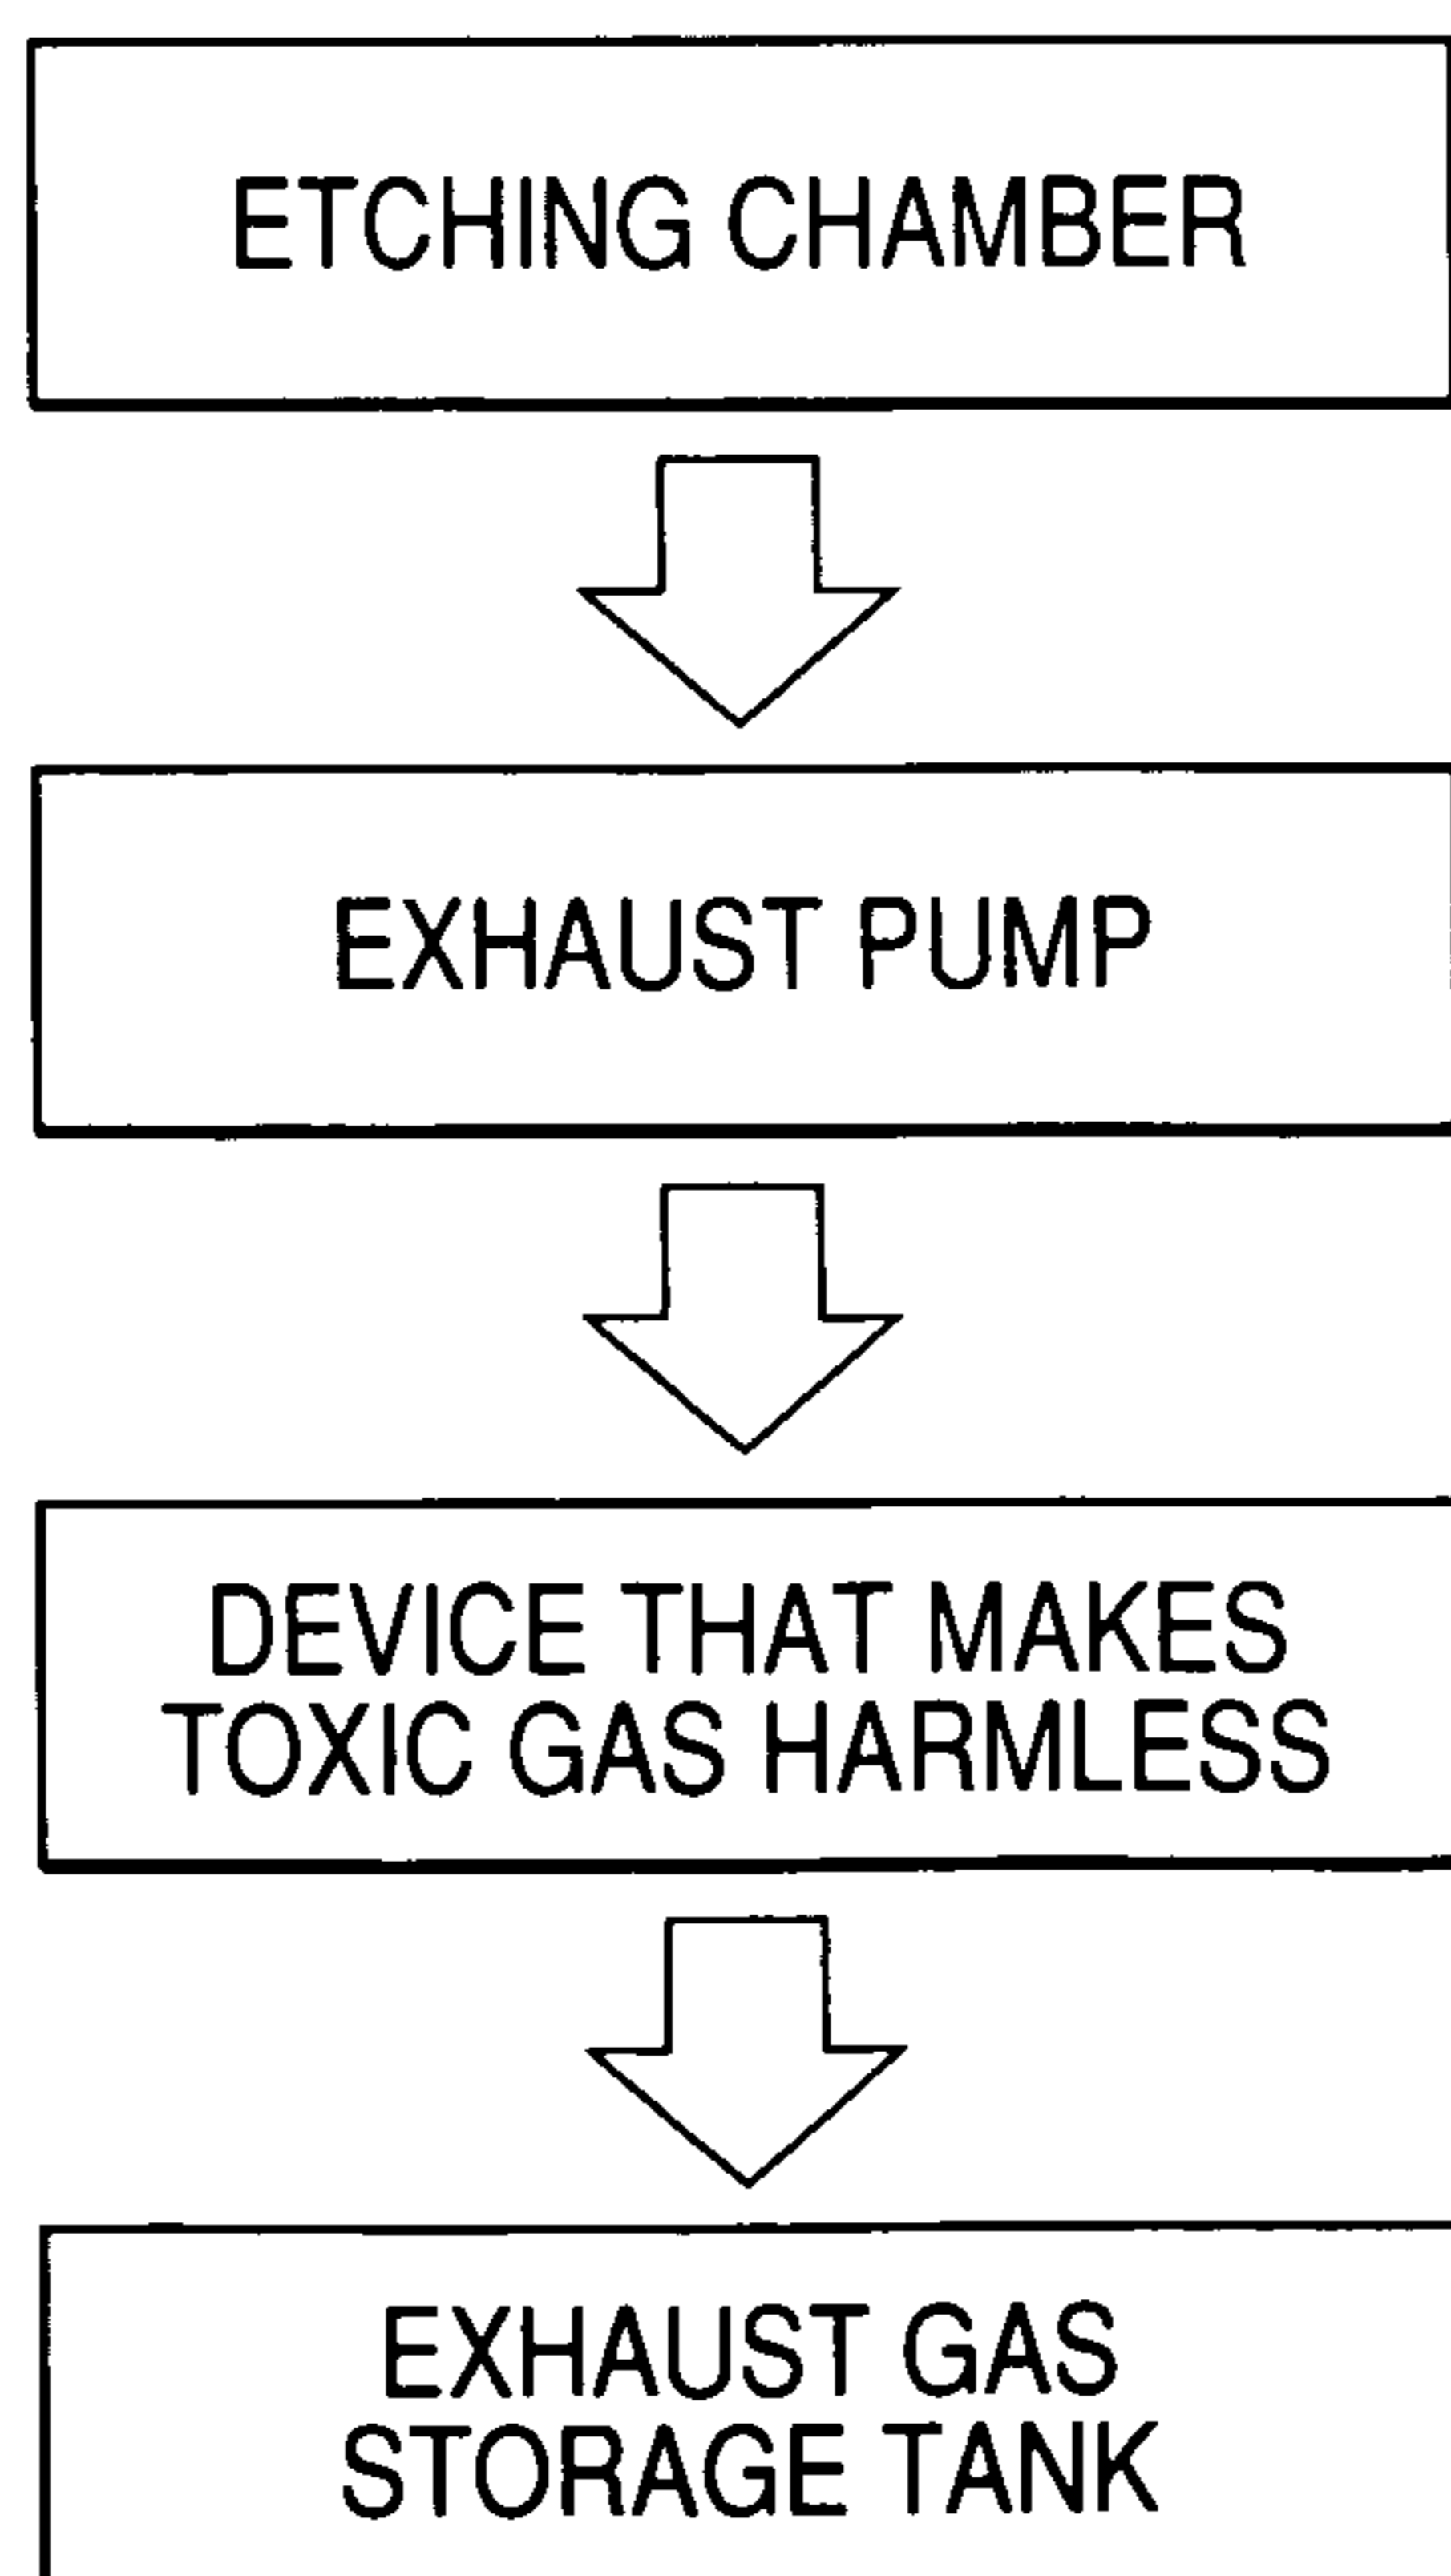 ETCHING CHAMBER
EXHAUST PUMP
DEVICE THAT MAKES
TOXIC GAS HARMLESS
EXHAUST GAS
STORAGE TANK